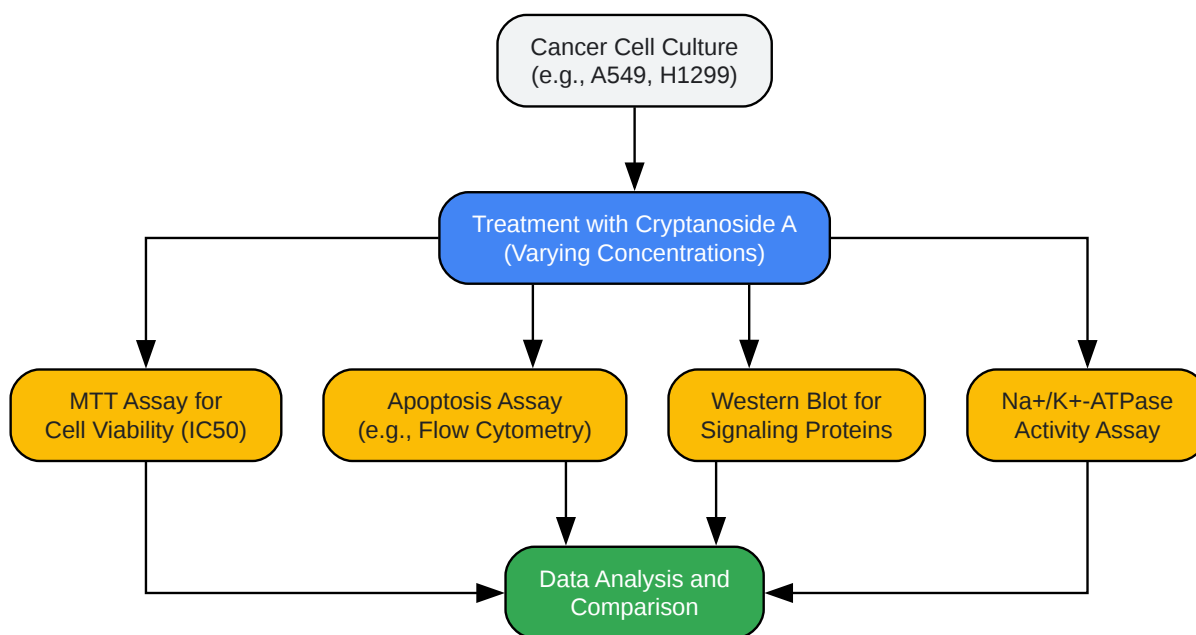 Cancer Cell Culture
(e.g., A549, H1299)
Treatment with Cryptanoside A
(Varying Concentrations)
MTT Assay for
Cell Viability (IC50)
Apoptosis Assay
(e.g., Flow Cytometry)
Western Blot for
Signaling Proteins
Na+/K+-ATPase
Activity Assay
Data Analysis and
Comparison